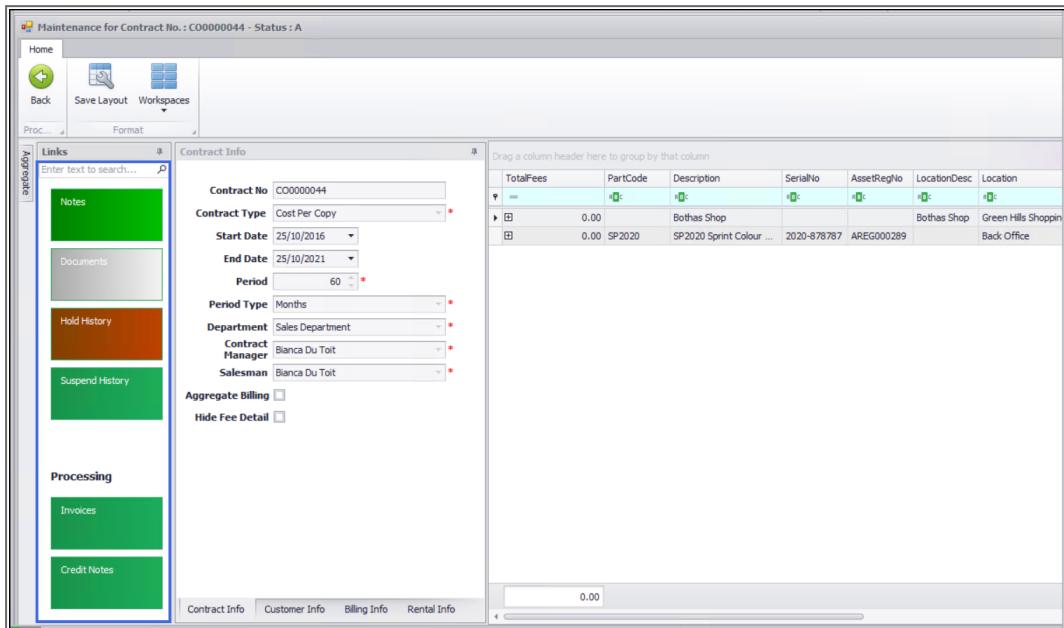 Maintenance for Contract No. : CO0000044 - Status : A
Home
Back
Save Layout
Workspaces
Proc...
Format
Aggregate
Links
Enter text to search...
Notes
Documents
Hold History
Suspend History
Processing
Invoices
Credit Notes
Contract Info
Contract No CO0000044
Contract Type Cost Per Copy *
Start Date 25/10/2016
End Date 25/10/2021
Period 60 *
Period Type Months *
Department Sales Department *
Contract
Manager Bianca Du Toit *
Salesman Bianca Du Toit *
Aggregate Billing
Hide Fee Detail
Contract Info Customer Info Billing Info Rental Info
Drag a column header here to group by that column
TotalFees PartCode Description SerialNo AssetRegNo LocationDesc Location
0.00 Bothas Shop Bothas Shop Green Hills Shoppin
0.00 SP2020 SP2020 Sprint Colour ... 2020-878787 AREG000289 Back Office
0.00